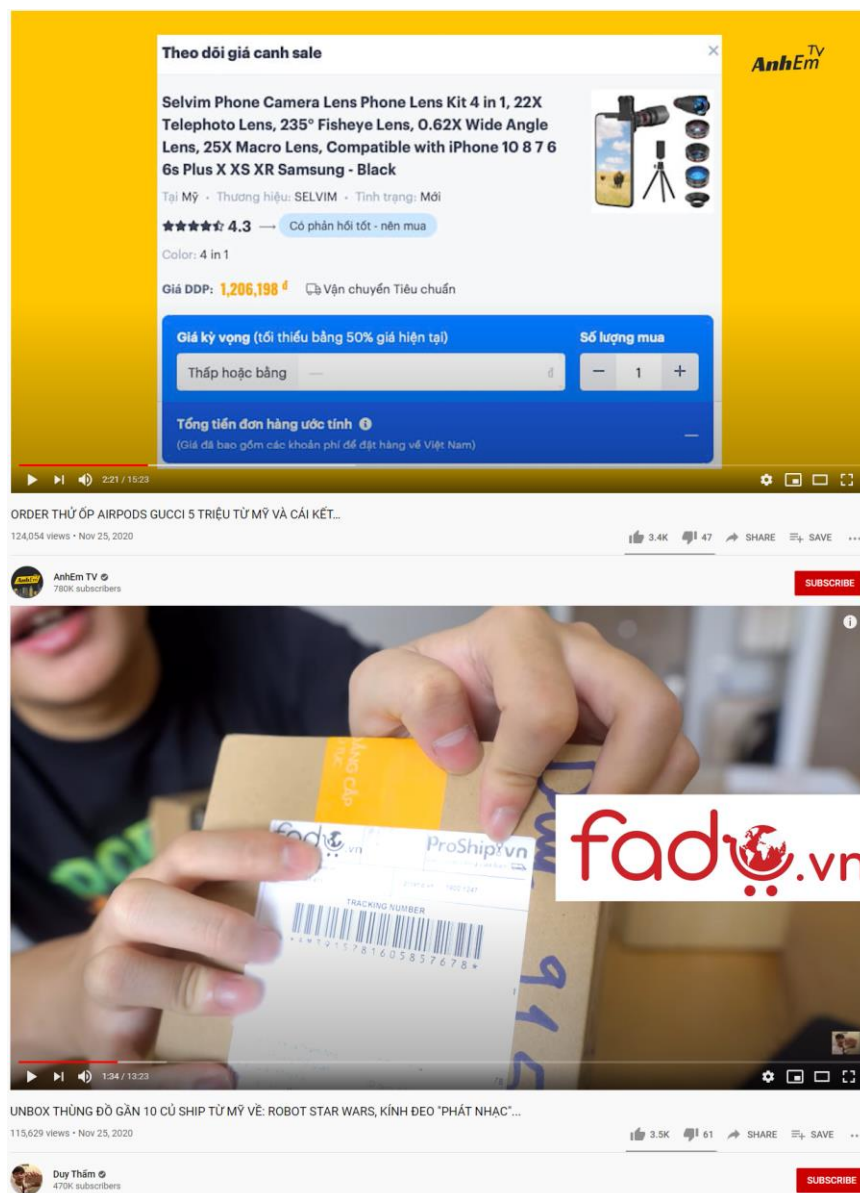 Theo dõi giá canh sale
AnhEm TV
Selvim Phone Camera Lens Phone Lens Kit 4 in 1, 22X
Telephoto Lens, 235° Fisheye Lens, 0.62X Wide Angle
Lens, 25X Macro Lens, Compatible with iPhone 10 8 7 6
6s Plus X XS XR Samsung - Black
Tại Mỹ - Thương hiệu: SELVIM - Tình trạng: Mới
4.3 → Có phản hồi tốt - nên mua
Color: 4 in 1
Giá DDP: 1,206,198 đ Vận chuyển Tiêu chuẩn
Giá kỳ vọng (tối thiểu bằng 50% giá hiện tại) Số lượng mua
Thấp hoặc bằng — đ − 1 +
Tổng tiền đơn hàng ước tính
(Giá đã bao gồm các khoản phí để đặt hàng về Việt Nam) —
2:21 / 15:23
ORDER THỬ ỐP AIRPODS GUCCI 5 TRIỆU TỪ MỸ VÀ CÁI KẾT...
124,054 views • Nov 25, 2020 3.4K 47 SHARE SAVE ...
AnhEm TV
780K subscribers
SUBSCRIBE
fado.vn ProShip.vn
fado.vn
TRACKING NUMBER
915
1:34 / 13:23
UNBOX THÙNG ĐỒ GẦN 10 CỦ SHIP TỪ MỸ VỀ: ROBOT STAR WARS, KÍNH ĐEO "PHÁT NHẠC"...
115,629 views • Nov 25, 2020 3.5K 61 SHARE SAVE ..
Duy Thẩm
470K subscribers
SUBSCRIBE